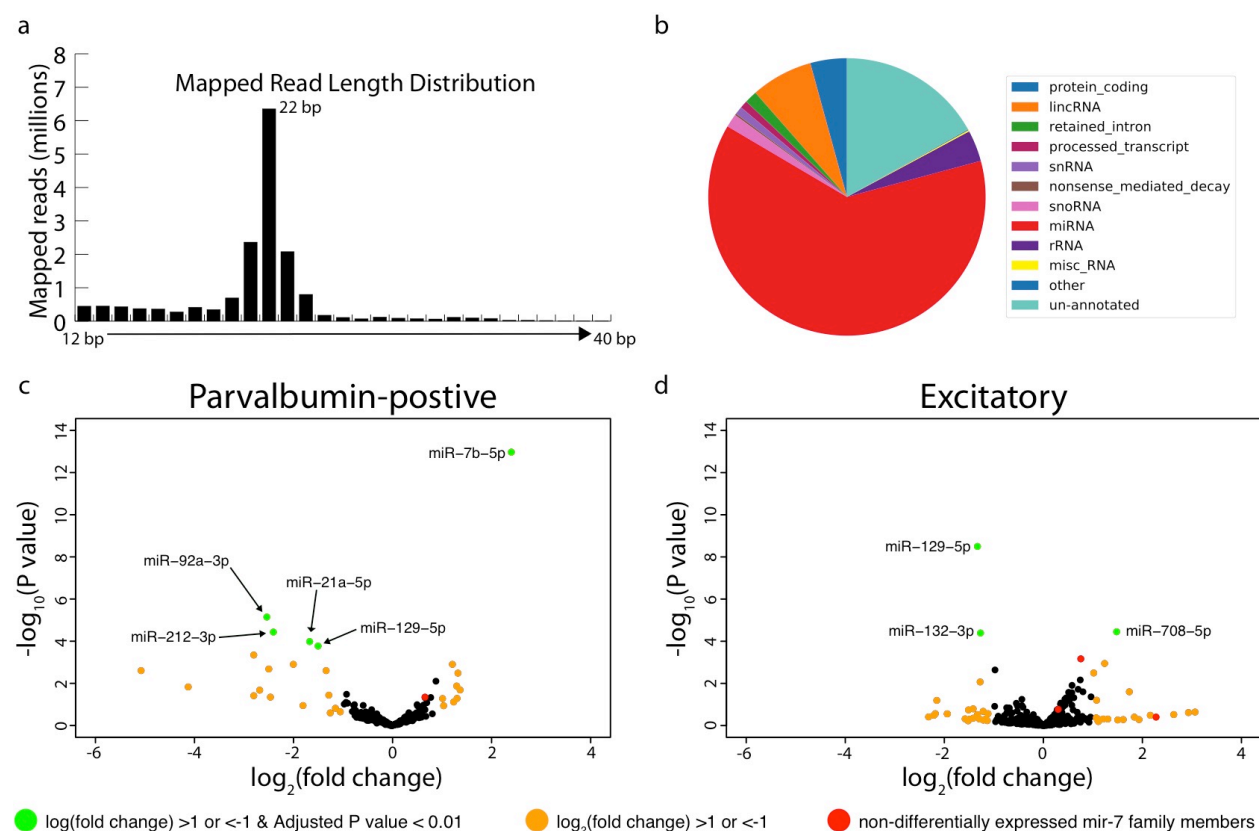 a
8
7
6
5
4
3
2
1
0
Mapped reads (millions)
Mapped Read Length Distribution
22 bp
12 bp
40 bp
b
protein_coding
lincRNA
retained_intron
processed_transcript
snRNA
nonsense_mediated_decay
snoRNA
miRNA
rRNA
misc_RNA
other
un-annotated
c
Parvalbumin-postive
14
12
10
8
6
4
2
0
-log10(P value)
miR−7b-5p
miR−92a−3p
miR−21a−5p
miR−212−3p
miR−129−5p
-6 -4 -2 0 2 4
log2(fold change)
d
Excitatory
14
12
10
8
6
4
2
0
-log10(P value)
miR−129−5p
miR−132−3p
miR−708−5p
-6 -4 -2 0 2 4
log2(fold change)
log(fold change) >1 or <-1 & Adjusted P value < 0.01
log2(fold change) >1 or <-1
non-differentially expressed mir-7 family members